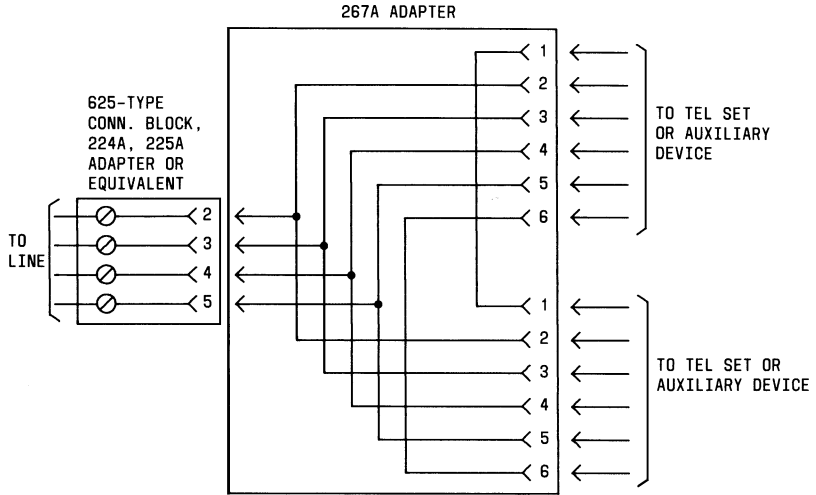 267A ADAPTER
625-TYPE
CONN. BLOCK,
224A, 225A
ADAPTER OR
EQUIVALENT
TO
LINE
2
3
4
5
1
2
3
4
5
6
TO TEL SET
OR AUXILIARY
DEVICE
1
2
3
4
5
6
TO TEL SET OR
AUXILIARY DEVICE